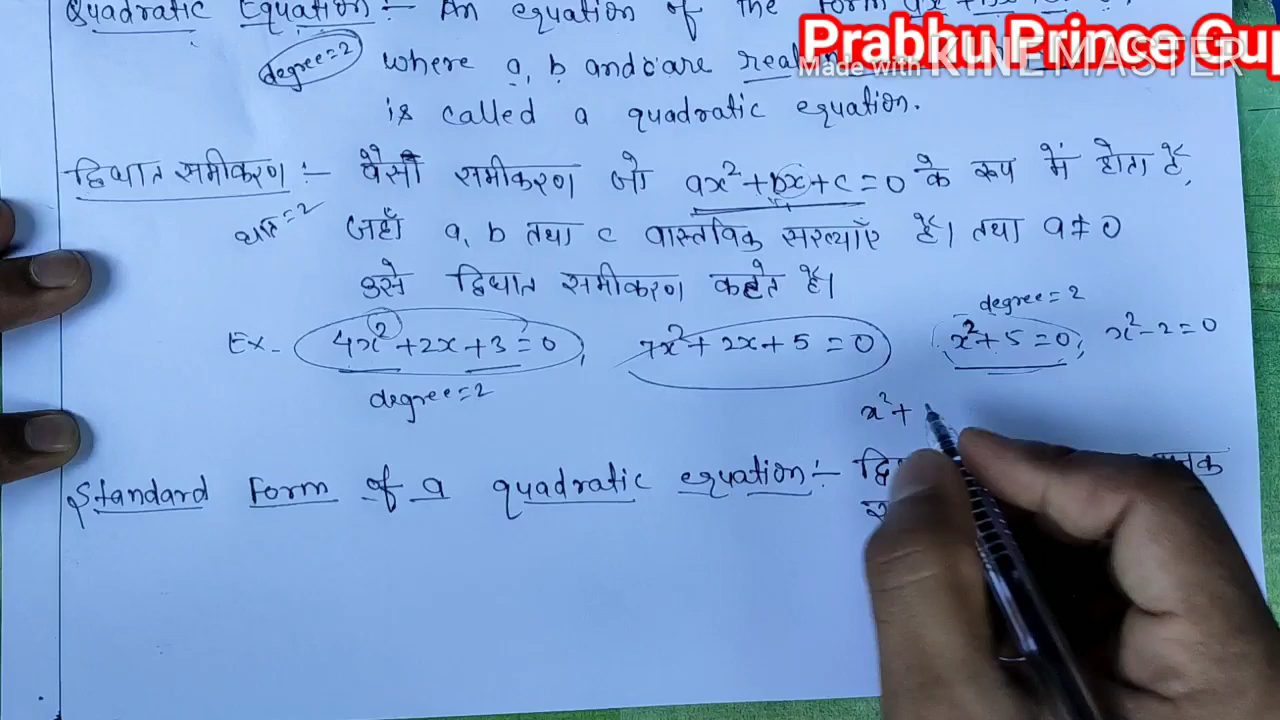 Quadratic Equation:- An equation of the form
degree=2 where a, b and c are real
Prabhu Prince Gup
Made with KINEMASTER
is called a quadratic equation.
द्विघात समीकरण :- वैसी समीकरण जो ax²+bx+c=0 के रूप में होता है,
घात=2 जहाँ a, b तथा c वास्तविक संख्याएँ हैं। तथा a≠0
उसे द्विघात समीकरण कहते हैं।
degree=2
Ex- 4x²+2x+3=0, 7x²+2x+5=0 x²+5=0, x²-2=0
degree=2
x²+
Standard Form of a quadratic equation:-